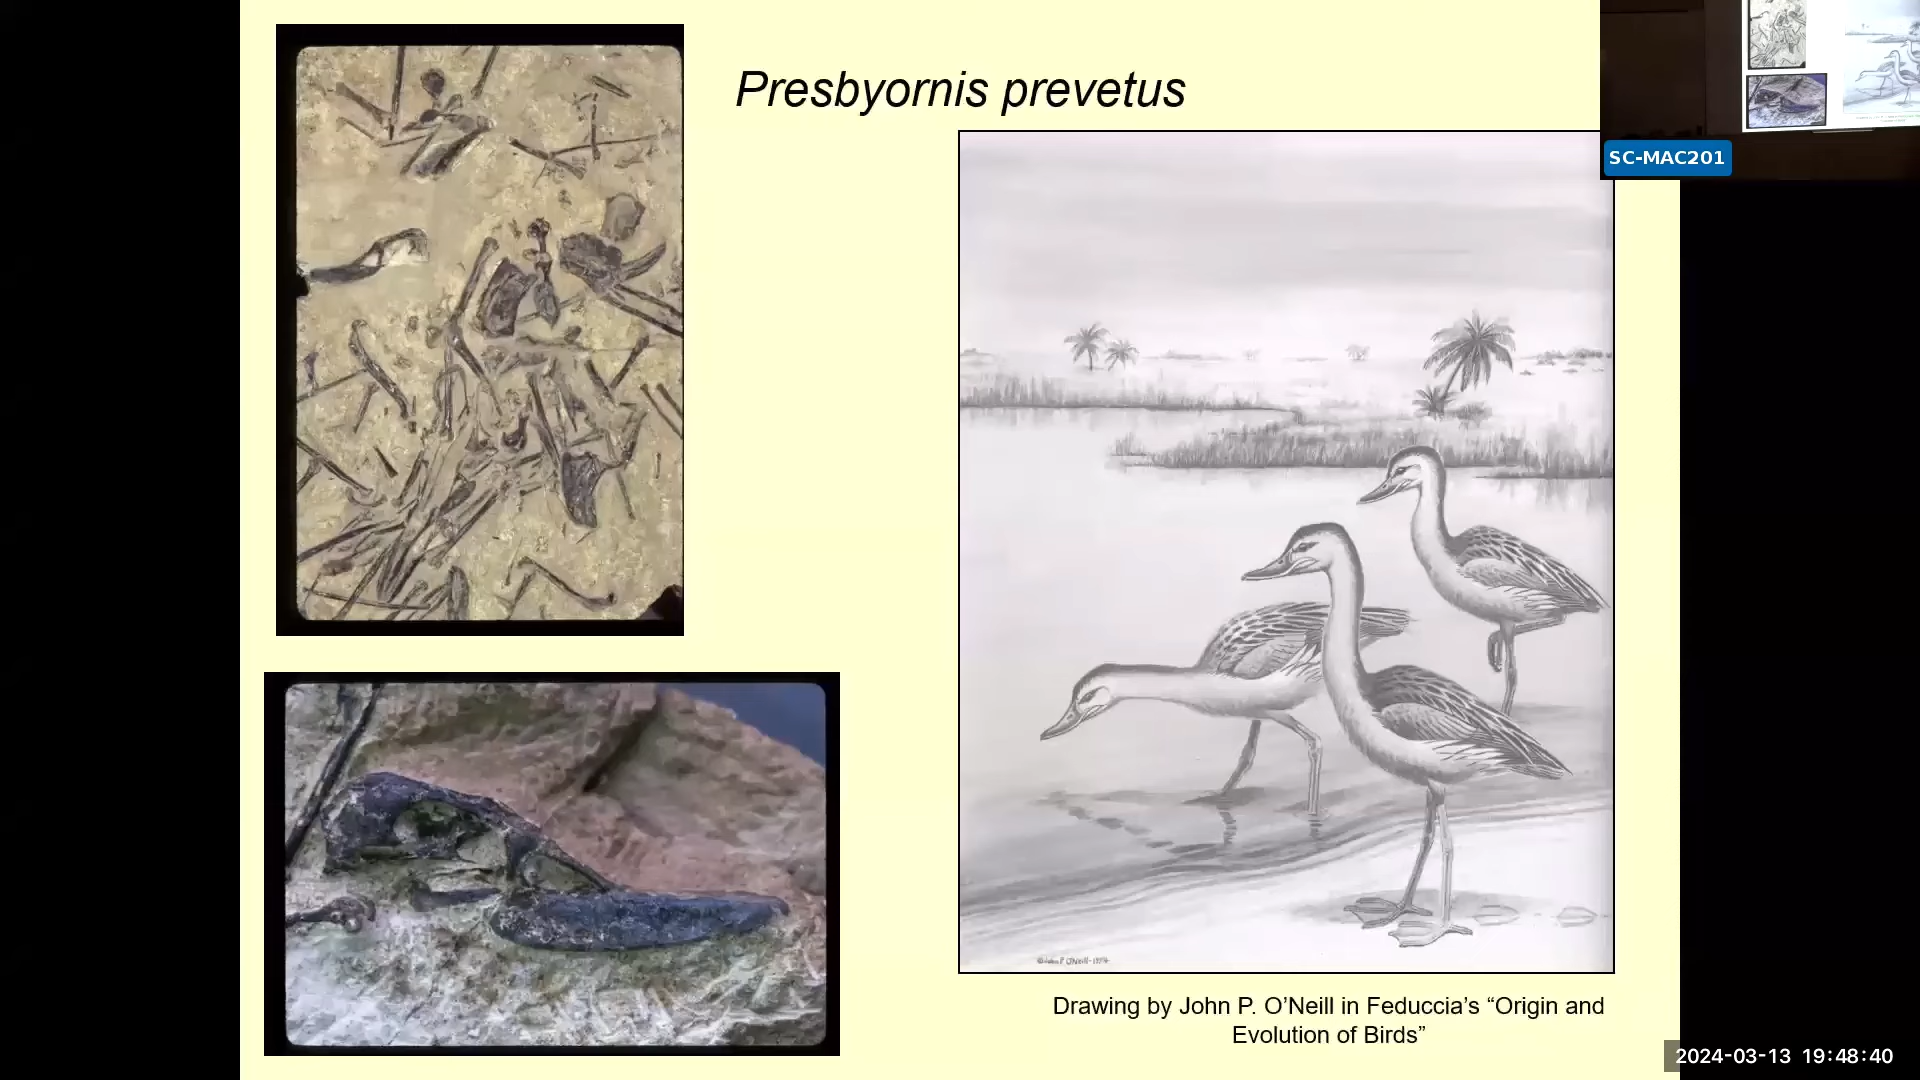 Presbyornis prevetus
SC-MAC201
Drawing by John P. O’Neill in Feduccia’s “Origin and
Evolution of Birds”
2024-03-13 19:48:40